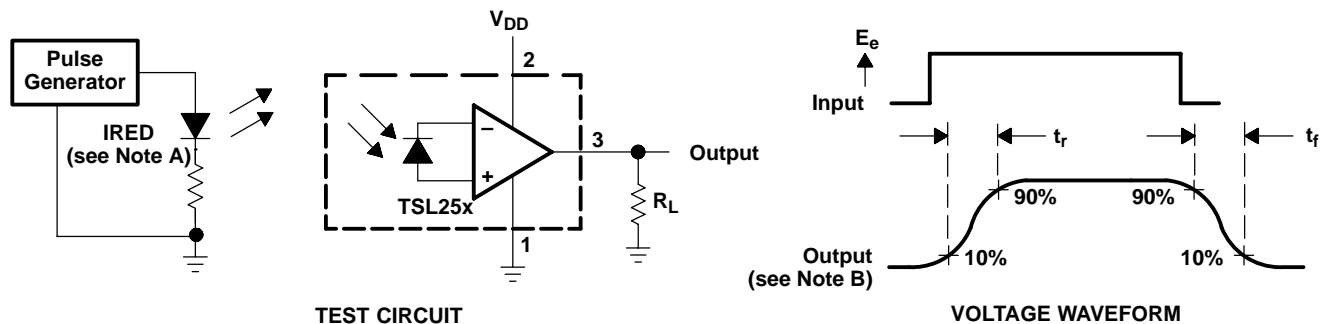 Pulse
Generator
IRED
(see Note A)
V_DD
2
−
+
TSL25x
3
Output
R_L
1
TEST CIRCUIT
E_e
Input
t_r
t_f
90%
90%
10%
10%
Output
(see Note B)
VOLTAGE WAVEFORM